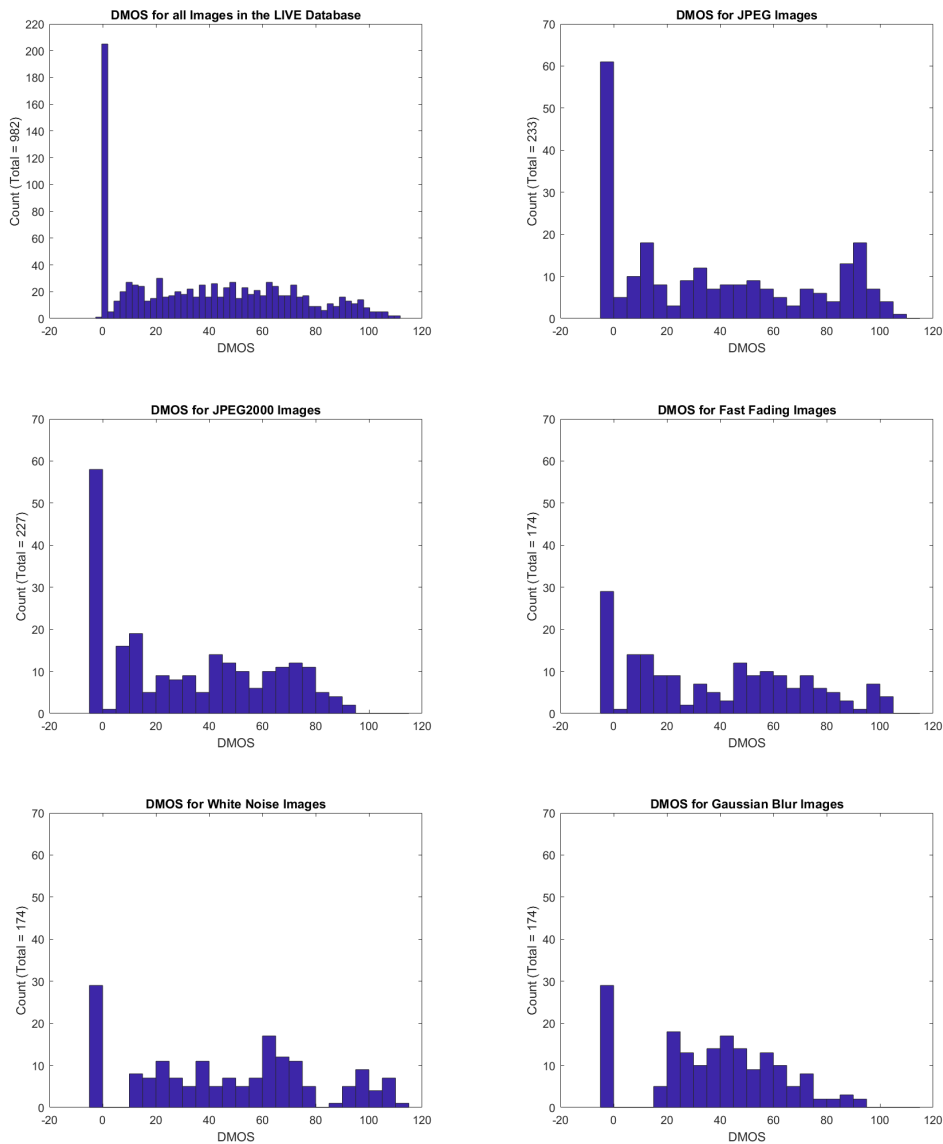 DMOS for all Images in the LIVE Database
220
200
180
160
140
120
100
80
60
40
20
0
Count (Total = 982)
-20 0 20 40 60 80 100 120
DMOS
DMOS for JPEG Images
70
60
50
40
30
20
10
0
Count (Total = 233)
-20 0 20 40 60 80 100 120
DMOS
DMOS for JPEG2000 Images
70
60
50
40
30
20
10
0
Count (Total = 227)
-20 0 20 40 60 80 100 120
DMOS
DMOS for Fast Fading Images
70
60
50
40
30
20
10
0
Count (Total = 174)
-20 0 20 40 60 80 100 120
DMOS
DMOS for White Noise Images
70
60
50
40
30
20
10
0
Count (Total = 174)
-20 0 20 40 60 80 100 120
DMOS
DMOS for Gaussian Blur Images
70
60
50
40
30
20
10
0
Count (Total = 174)
-20 0 20 40 60 80 100 120
DMOS